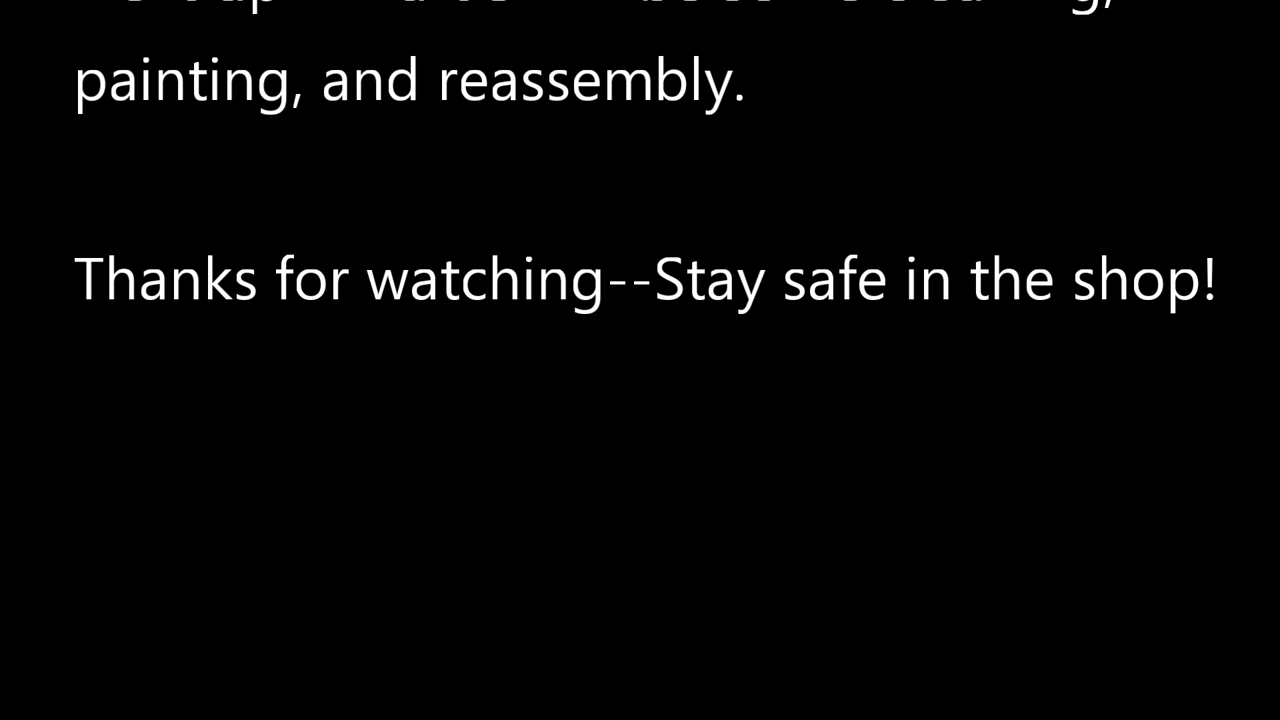 painting, and reassembly.
Thanks for watching--Stay safe in the shop!